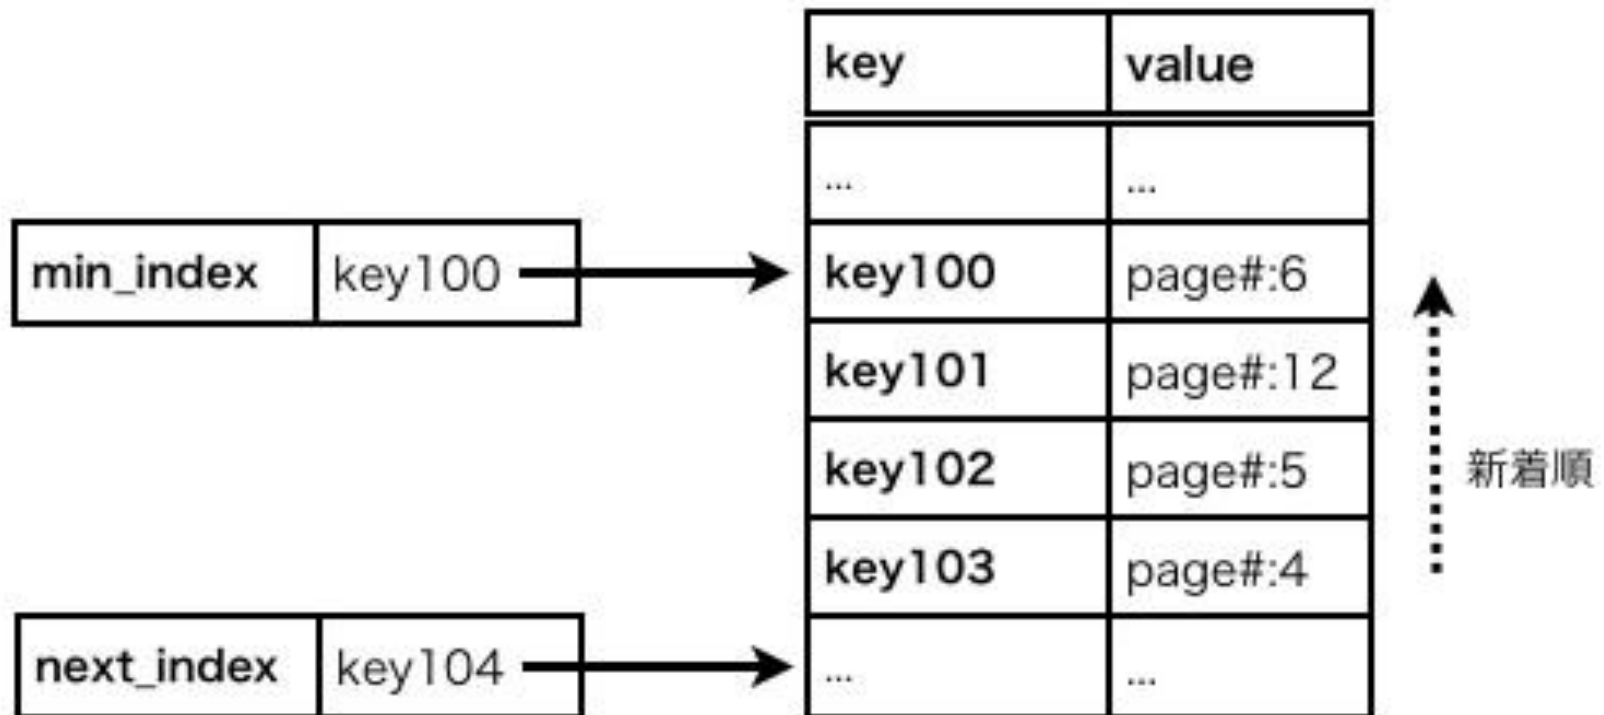 key value
... ...
min_index key100
key100 page#:6
key101 page#:12
key102 page#:5
key103 page#:4
新着順
next_index key104
... ...